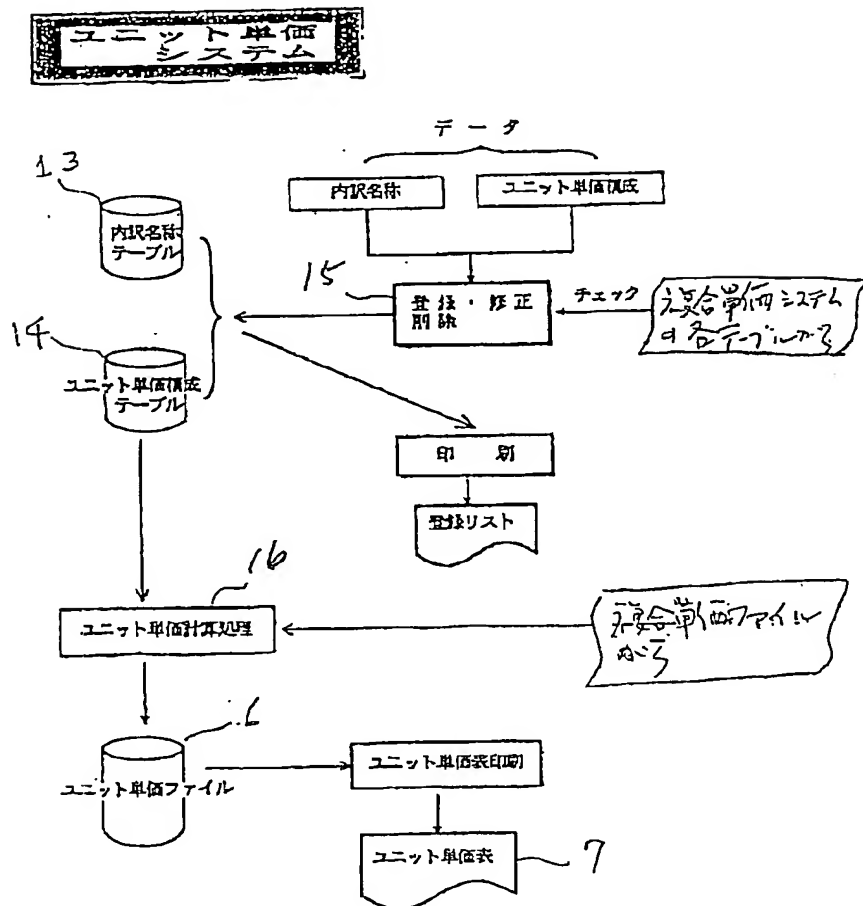 ユニット単価
システム
データ
内訳名称
ユニット単価構成
13
内訳名称
テーブル
15
登録・修正
削除
チェック
複合単価システム
の各テーブルから
14
ユニット単価構成
テーブル
印 刷
登録リスト
16
ユニット単価計算処理
複合単価ファイル
から
6
ユニット単価ファイル
ユニット単価表印刷
ユニット単価表
7